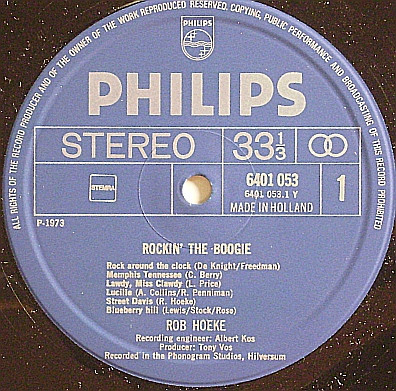 ALL RIGHTS OF THE RECORD PRODUCER AND OF THE OWNER OF THE WORK REPRODUCED RESERVED. COPYING, PUBLIC PERFORMANCE AND BROADCASTING OF THIS RECORD PROHIBITED
PHILIPS
PHILIPS
STEREO 33 1/3
STEMRA
6401 053
6401 053.1 Y
MADE IN HOLLAND
1
P-1973
ROCKIN' THE BOOGIE
Rock around the clock (De Knight/Freedman)
Memphis Tennessee (C. Berry)
Lawdy, Miss Clawdy (L. Price)
Lucille (A. Collins/R. Penniman)
Street Davis (R. Hoeke)
Blueberry hill (Lewis/Stock/Rose)
ROB HOEKE
Recording engineer: Albert Kos
Producer: Tony Vos
Recorded in the Phonogram Studios, Hilversum